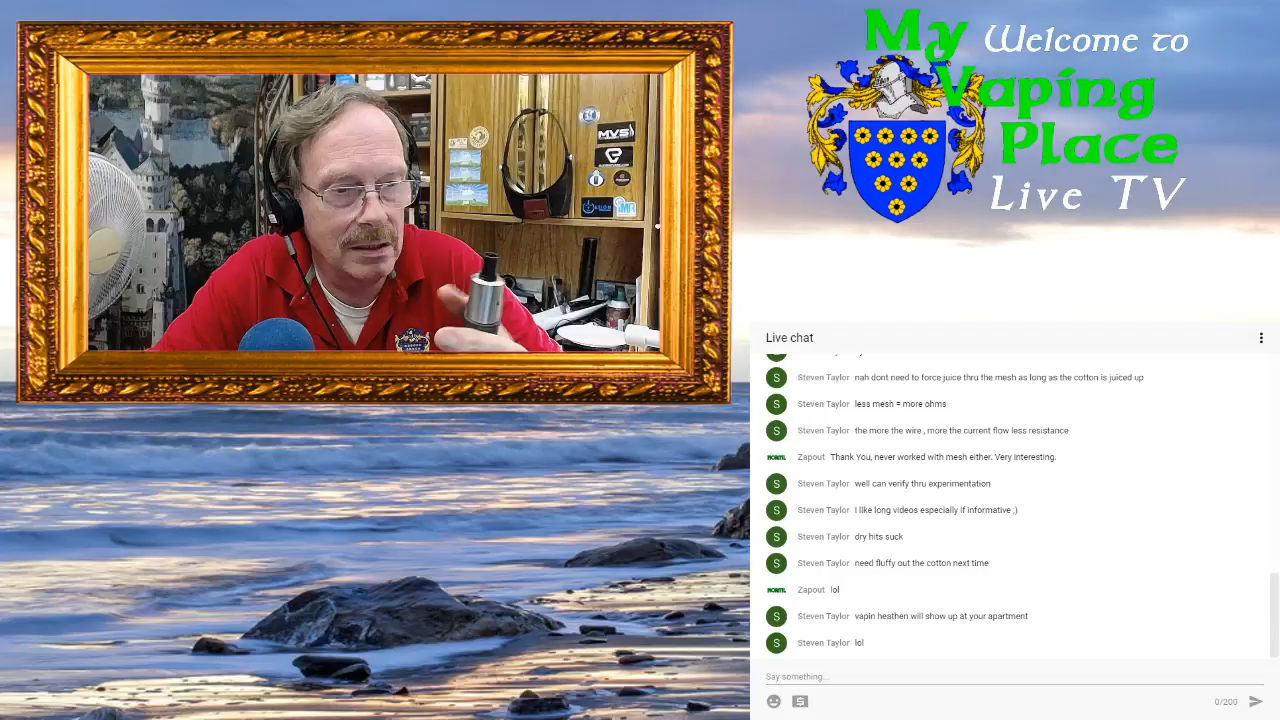 My
Welcome to
Vaping
Place
Live TV
MVS
Live chat
Steven Taylor nah dont need to force juice thru the mesh as long as the cotton is juiced up
Steven Taylor less mesh = more ohms
Steven Taylor the more the wire , more the current flow less resistance
Zapout Thank You, never worked with mesh either. Very interesting.
Steven Taylor well can verify thru experimentation
Steven Taylor I like long videos especially if informative ;)
Steven Taylor dry hits suck
Steven Taylor need fluffy out the cotton next time
Zapout lol
Steven Taylor vapin heathen will show up at your apartment
Steven Taylor lol
Say something...
0/200